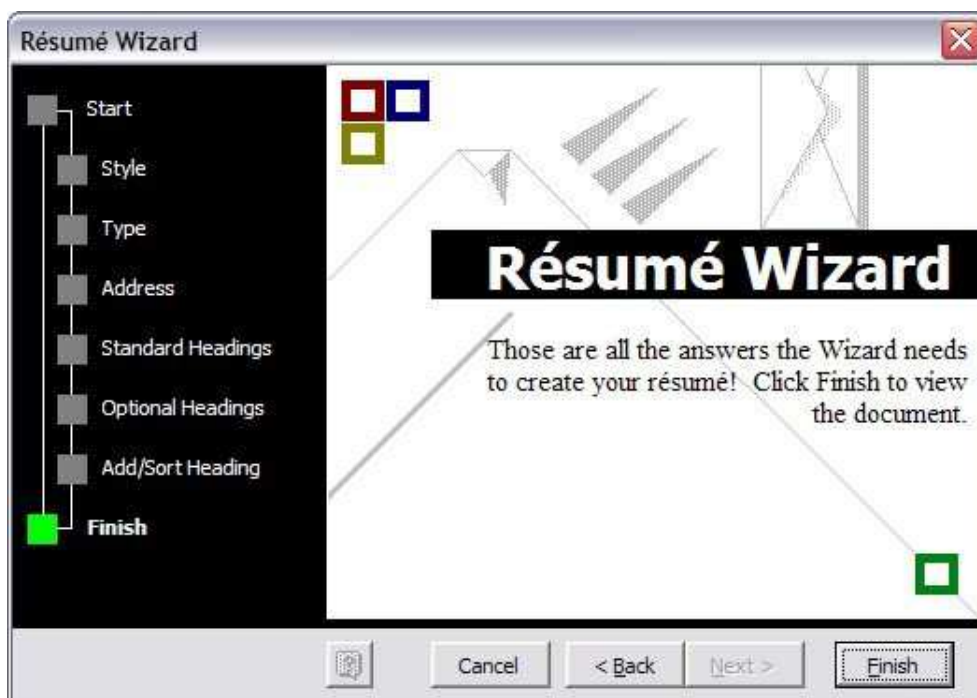 Résumé Wizard
Start
Style
Type
Address
Standard Headings
Optional Headings
Add/Sort Heading
Finish
Résumé Wizard
Those are all the answers the Wizard needs
to create your résumé!  Click Finish to view
the document.
Cancel
< Back
Next >
Finish